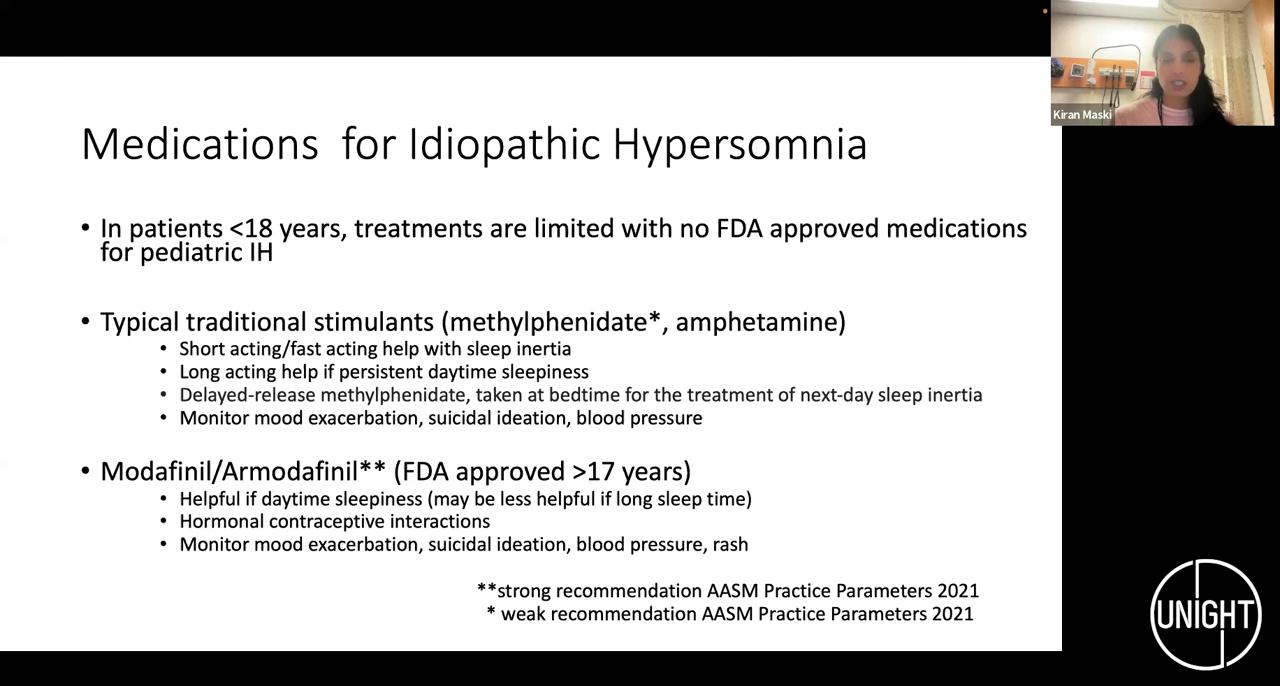 Kiran Maski
Medications for Idiopathic Hypersomnia
• In patients <18 years, treatments are limited with no FDA approved medications
for pediatric IH
• Typical traditional stimulants (methylphenidate*, amphetamine)
• Short acting/fast acting help with sleep inertia
• Long acting help if persistent daytime sleepiness
• Delayed-release methylphenidate, taken at bedtime for the treatment of next-day sleep inertia
• Monitor mood exacerbation, suicidal ideation, blood pressure
• Modafinil/Armodafinil** (FDA approved >17 years)
• Helpful if daytime sleepiness (may be less helpful if long sleep time)
• Hormonal contraceptive interactions
• Monitor mood exacerbation, suicidal ideation, blood pressure, rash
**strong recommendation AASM Practice Parameters 2021
* weak recommendation AASM Practice Parameters 2021
UNIGHT